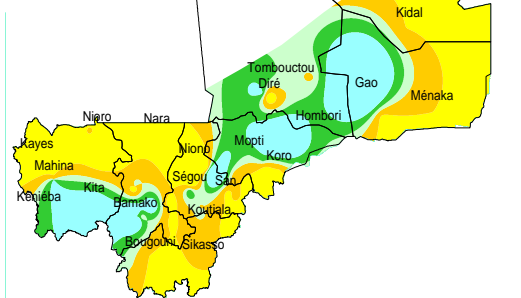 Kidal
Tombouctou
Diré
Gao
Ménaka
Hombori
Nioro
Nara
Kayes
Niono
Mopti
Koro
Mahina
Ségou
San
Kéniéba
Kita
Bamako
Koutiala
Bougouni
Sikasso